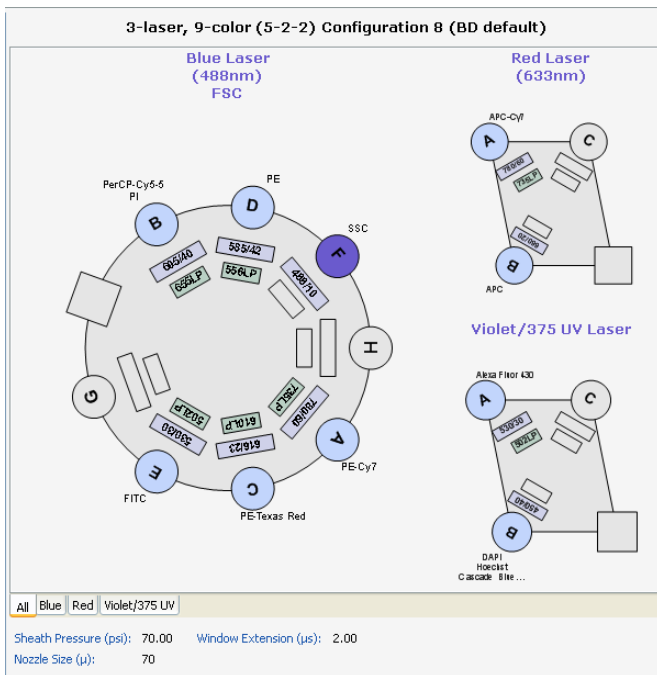 3-laser, 9-color (5-2-2) Configuration 8 (BD default)
Blue Laser
(488nm)
FSC
PerCP-Cy5-5
PI
B
695/40
655LP
PE
D
585/42
556LP
SSC
F
488/10
H
A
PE-Cy7
780/60
735LP
C
PE-Texas Red
616/23
610LP
E
FITC
530/30
502LP
G
Red Laser
(633nm)
APC-Cy7
A
780/60
735LP
C
660/20
B
APC
Violet/375 UV Laser
Alexa Fluor 430
A
530/30
502LP
C
450/40
B
DAPI
Hoechst
Cascade Blue ...
All
Blue
Red
Violet/375 UV
Sheath Pressure (psi): 70.00 Window Extension (µs): 2.00
Nozzle Size (µ): 70